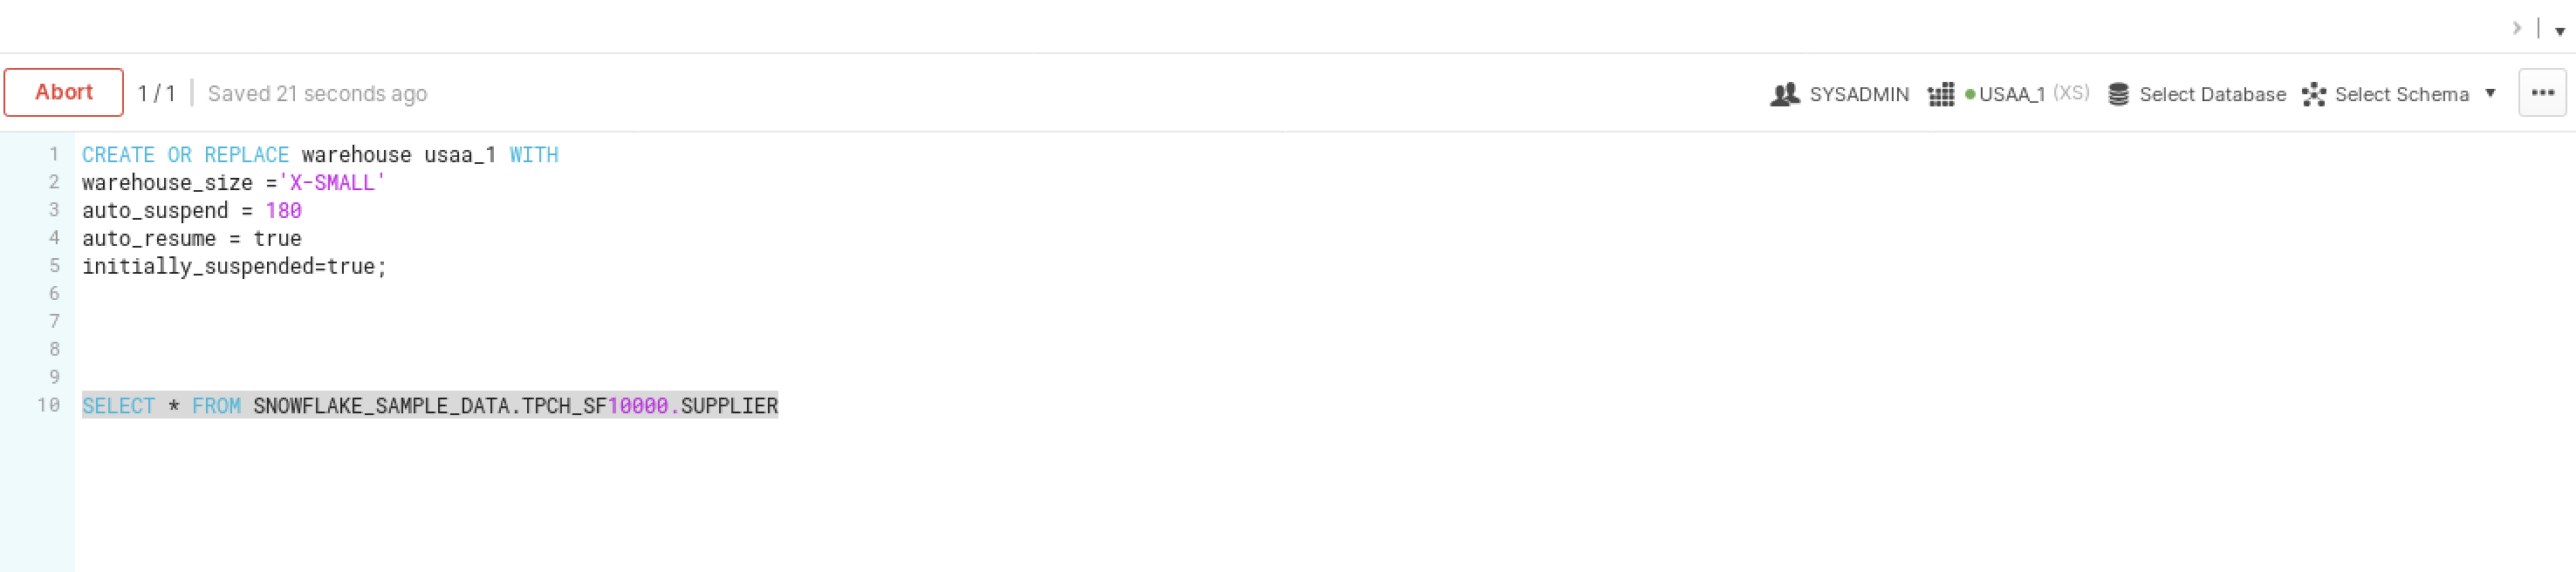 Abort 1 / 1 Saved 21 seconds ago SYSADMIN USAA_1 (XS) Select Database Select Schema
1 CREATE OR REPLACE warehouse usaa_1 WITH
2 warehouse_size ='X-SMALL'
3 auto_suspend = 180
4 auto_resume = true
5 initially_suspended=true;
6
7
8
9
10 SELECT * FROM SNOWFLAKE_SAMPLE_DATA.TPCH_SF10000.SUPPLIER